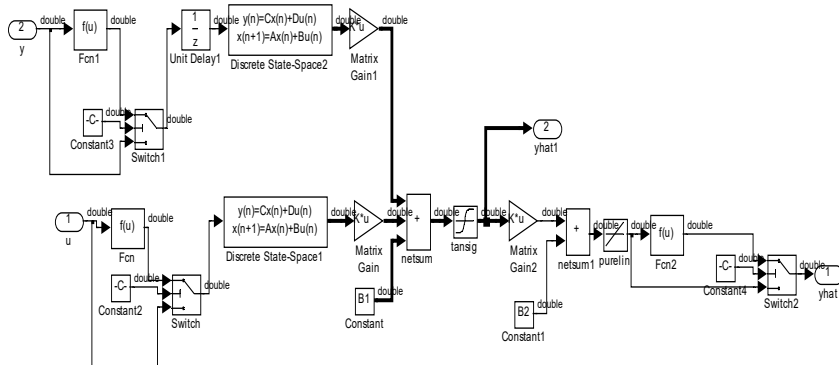 double
2
y
double
f(u)
Fcn1
double
-C-
Constant3
double
Switch1
double
1
z
Unit Delay1
double
y(n)=Cx(n)+Du(n)
x(n+1)=Ax(n)+Bu(n)
Discrete State-Space2
double
K*u
Matrix
Gain1
double
2
yhat1
double
1
u
double
f(u)
Fcn
double
-C-
Constant2
double
Switch
double
y(n)=Cx(n)+Du(n)
x(n+1)=Ax(n)+Bu(n)
Discrete State-Space1
double
K*u
Matrix
Gain
double
B1
Constant
double
+
netsum
double
tansig
double
K*u
Matrix
Gain2
double
B2
Constant1
double
+
netsum1
double
purelin
double
f(u)
Fcn2
double
-C-
Constant4
double
Switch2
double
1
yhat